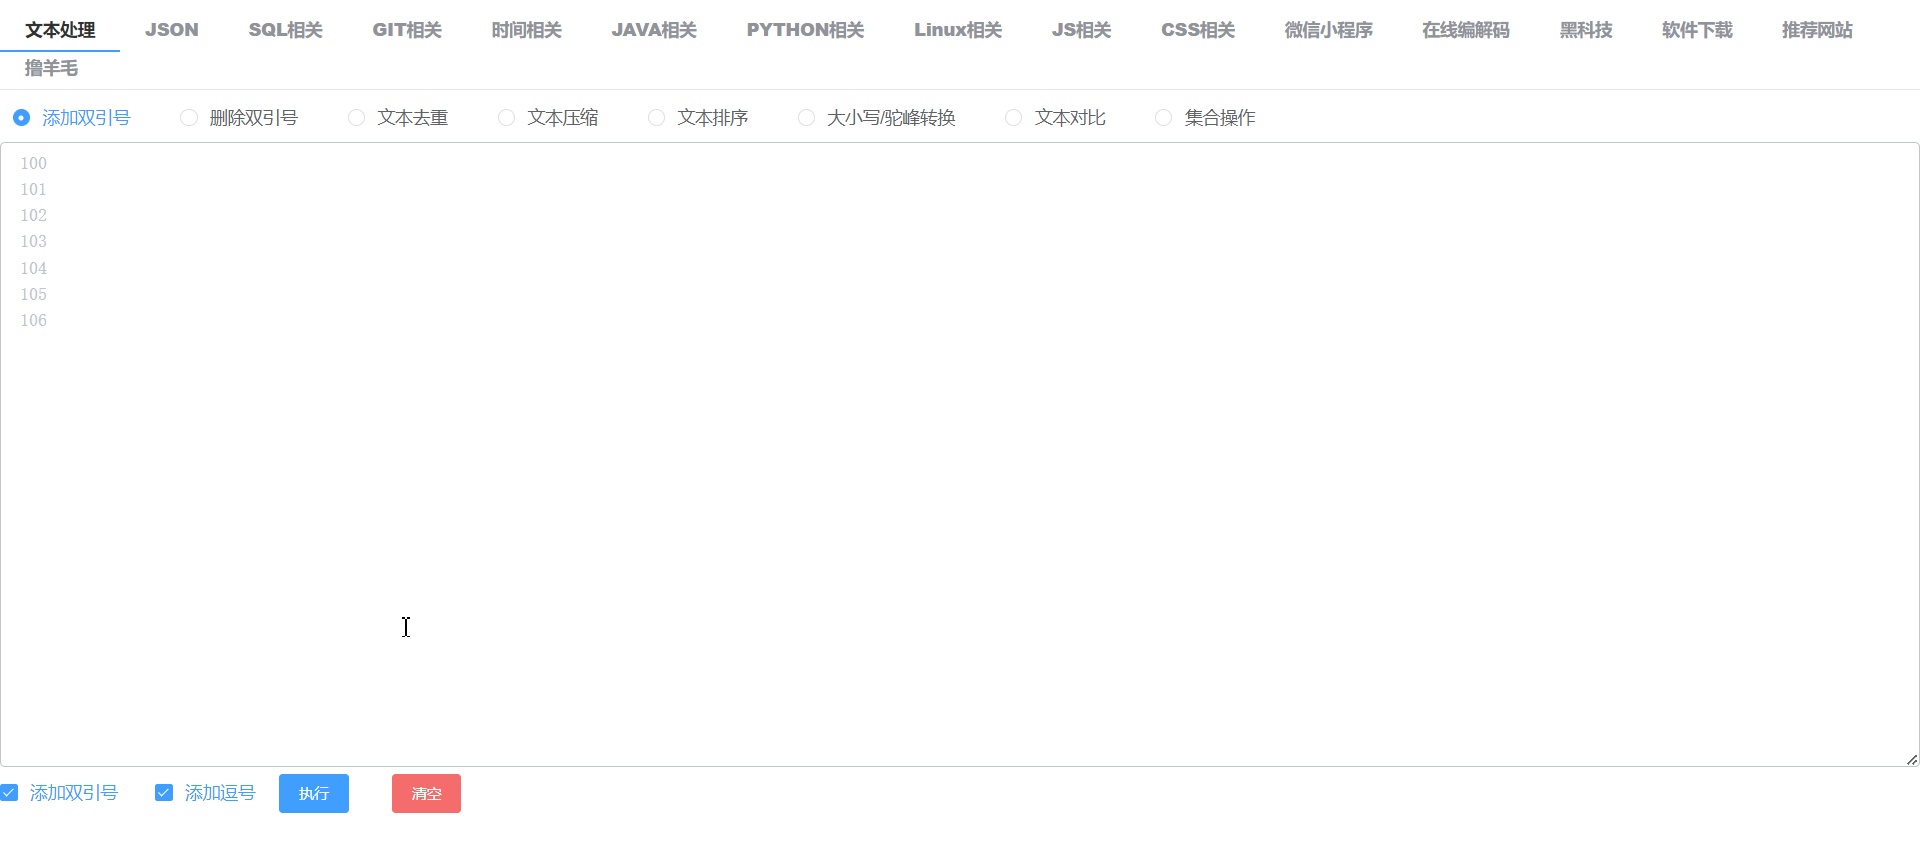 文本处理 JSON SQL相关 GIT相关 时间相关 JAVA相关 PYTHON相关 Linux相关 JS相关 CSS相关 微信小程序 在线编解码 黑科技 软件下载 推荐网站
撸羊毛
添加双引号 删除双引号 文本去重 文本压缩 文本排序 大小写/驼峰转换 文本对比 集合操作
100
101
102
103
104
105
106
添加双引号 添加逗号 执行 清空